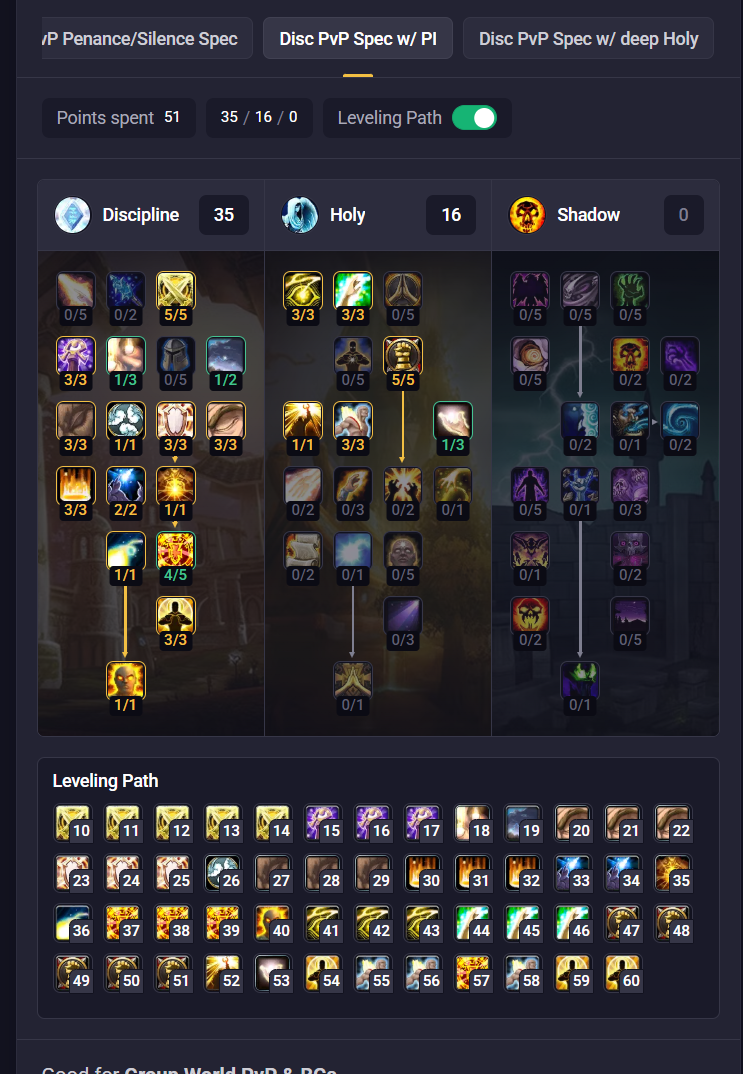 vP Penance/Silence Spec Disc PvP Spec w/ PI Disc PvP Spec w/ deep Holy
Points spent 51 35 / 16 / 0 Leveling Path
Discipline 35 Holy 16 Shadow 0
0/5 0/2 5/5 3/3 3/3 0/5 0/5 0/5 0/5
3/3 1/3 0/5 1/2 0/5 5/5 0/5 0/2 0/2
3/3 1/1 3/3 3/3 1/1 3/3 1/3 0/2 0/1 0/2
3/3 2/2 1/1 0/2 0/3 0/2 0/1 0/5 0/1 0/3
1/1 4/5 0/2 0/1 0/5 0/1 0/2
3/3 0/3 0/2 0/5
1/1 0/1 0/1
Leveling Path
10 11 12 13 14 15 16 17 18 19 20 21 22
23 24 25 26 27 28 29 30 31 32 33 34 35
36 37 38 39 40 41 42 43 44 45 46 47 48
49 50 51 52 53 54 55 56 57 58 59 60
Good for Group World PvP & BGs